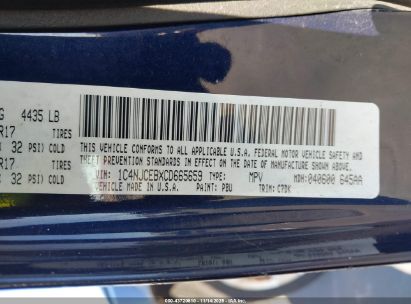 G 4435 LB
R17 TIRES
32 PSI) COLD
R17 TIRES
32 PSI) COLD
THIS VEHICLE CONFORMS TO ALL APPLICABLE U.S.A. FEDERAL MOTOR VEHICLE SAFETY AND
THEFT PREVENTION STANDARDS IN EFFECT ON THE DATE OF MANUFACTURE SHOWN ABOVE.
VIN: 1C4NJCEBXCD665659 TYPE: MPV MDH: 040600 645AA
VEHICLE MADE IN U.S.A. PAINT: PBU TRIM: C7DK